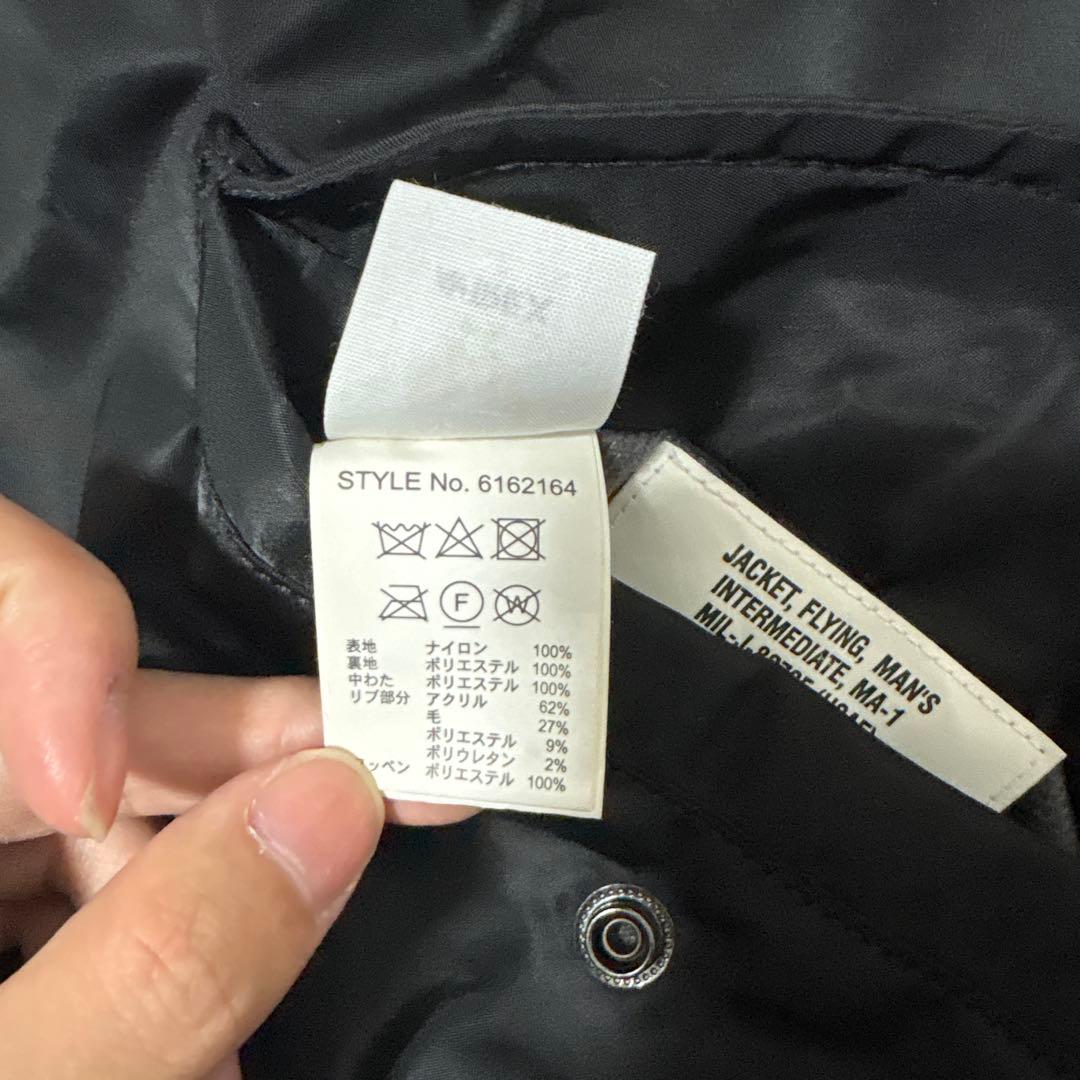 STYLE No. 6162164
F
W
表地 ナイロン 100%
裏地 ポリエステル 100%
中わた ポリエステル 100%
リブ部分 アクリル 62%
毛 27%
ポリエステル 9%
ポリウレタン 2%
ッペン ポリエステル 100%
JACKET, FLYING, MAN'S
INTERMEDIATE, MA-1